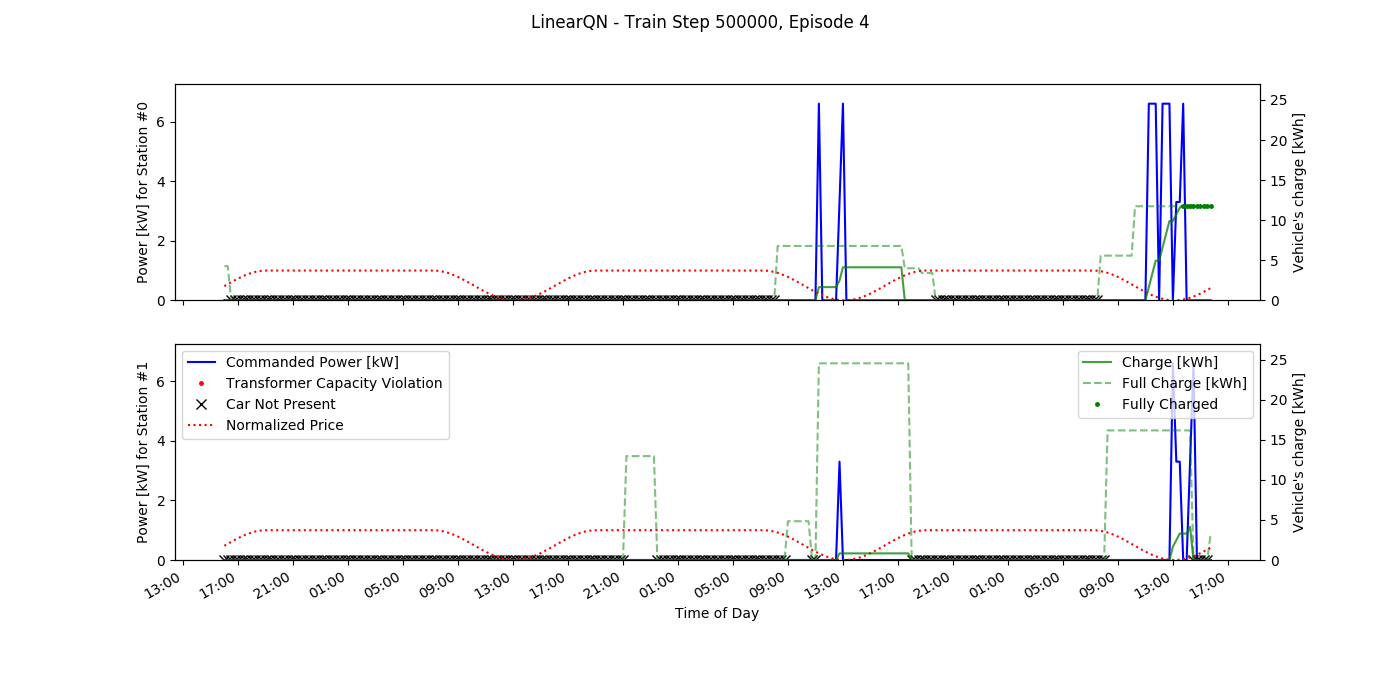 LinearQN - Train Step 500000, Episode 4
Power [kW] for Station #0
0
2
4
6
0
5
10
15
20
25
Vehicle's charge [kWh]
Power [kW] for Station #1
0
2
4
6
Commanded Power [kW]
Transformer Capacity Violation
Car Not Present
Normalized Price
Charge [kWh]
Full Charge [kWh]
Fully Charged
0
5
10
15
20
25
Vehicle's charge [kWh]
13:00 17:00 21:00 01:00 05:00 09:00 13:00 17:00 21:00 01:00 05:00 09:00 13:00 17:00 21:00 01:00 05:00 09:00 13:00 17:00
Time of Day